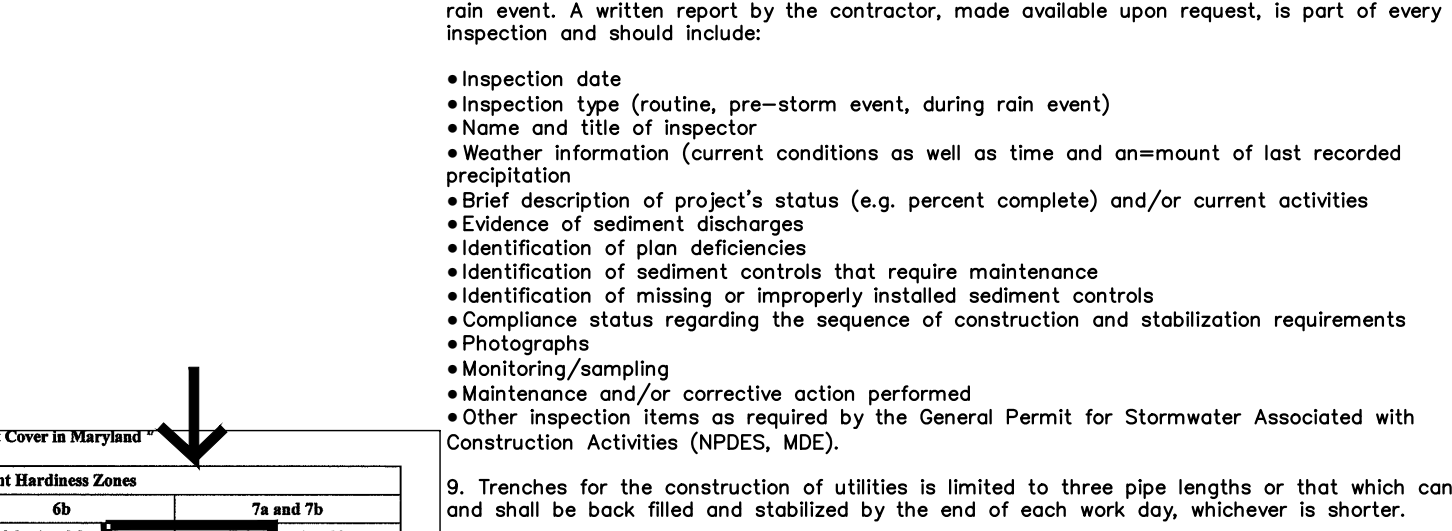 rain event. A written report by the contractor, made available upon request, is part of every
inspection and should include:
•Inspection date
•Inspection type (routine, pre-storm event, during rain event)
•Name and title of inspector
•Weather information (current conditions as well as time and an=mount of last recorded
precipitation
•Brief description of project's status (e.g. percent complete) and/or current activities
•Evidence of sediment discharges
•Identification of plan deficiencies
•Identification of sediment controls that require maintenance
•Identification of missing or improperly installed sediment controls
•Compliance status regarding the sequence of construction and stabilization requirements
•Photographs
•Monitoring/sampling
•Maintenance and/or corrective action performed
•Other inspection items as required by the General Permit for Stormwater Associated with
Construction Activities (NPDES, MDE).
9. Trenches for the construction of utilities is limited to three pipe lengths or that which can
and shall be back filled and stabilized by the end of each work day, whichever is shorter.
Cover in Maryland
Hardiness Zones
6b 7a and 7b